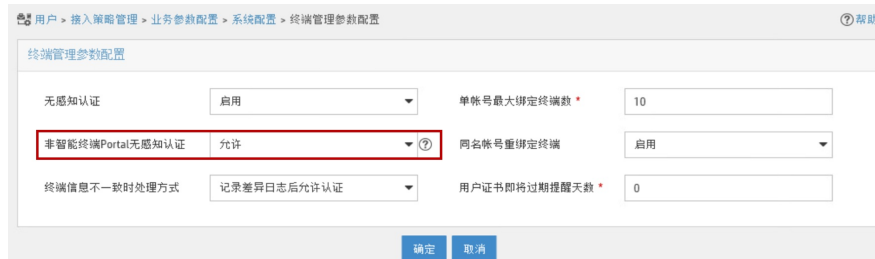 用户 > 接入策略管理 > 业务参数配置 > 系统配置 > 终端管理参数配置 ?帮助
终端管理参数配置
无感知认证 启用 单帐号最大绑定终端数 * 10
非智能终端Portal无感知认证 允许 ? 同名帐号重绑定终端 启用
终端信息不一致时处理方式 记录差异日志后允许认证 用户证书即将过期提醒天数 * 0
确定 取消